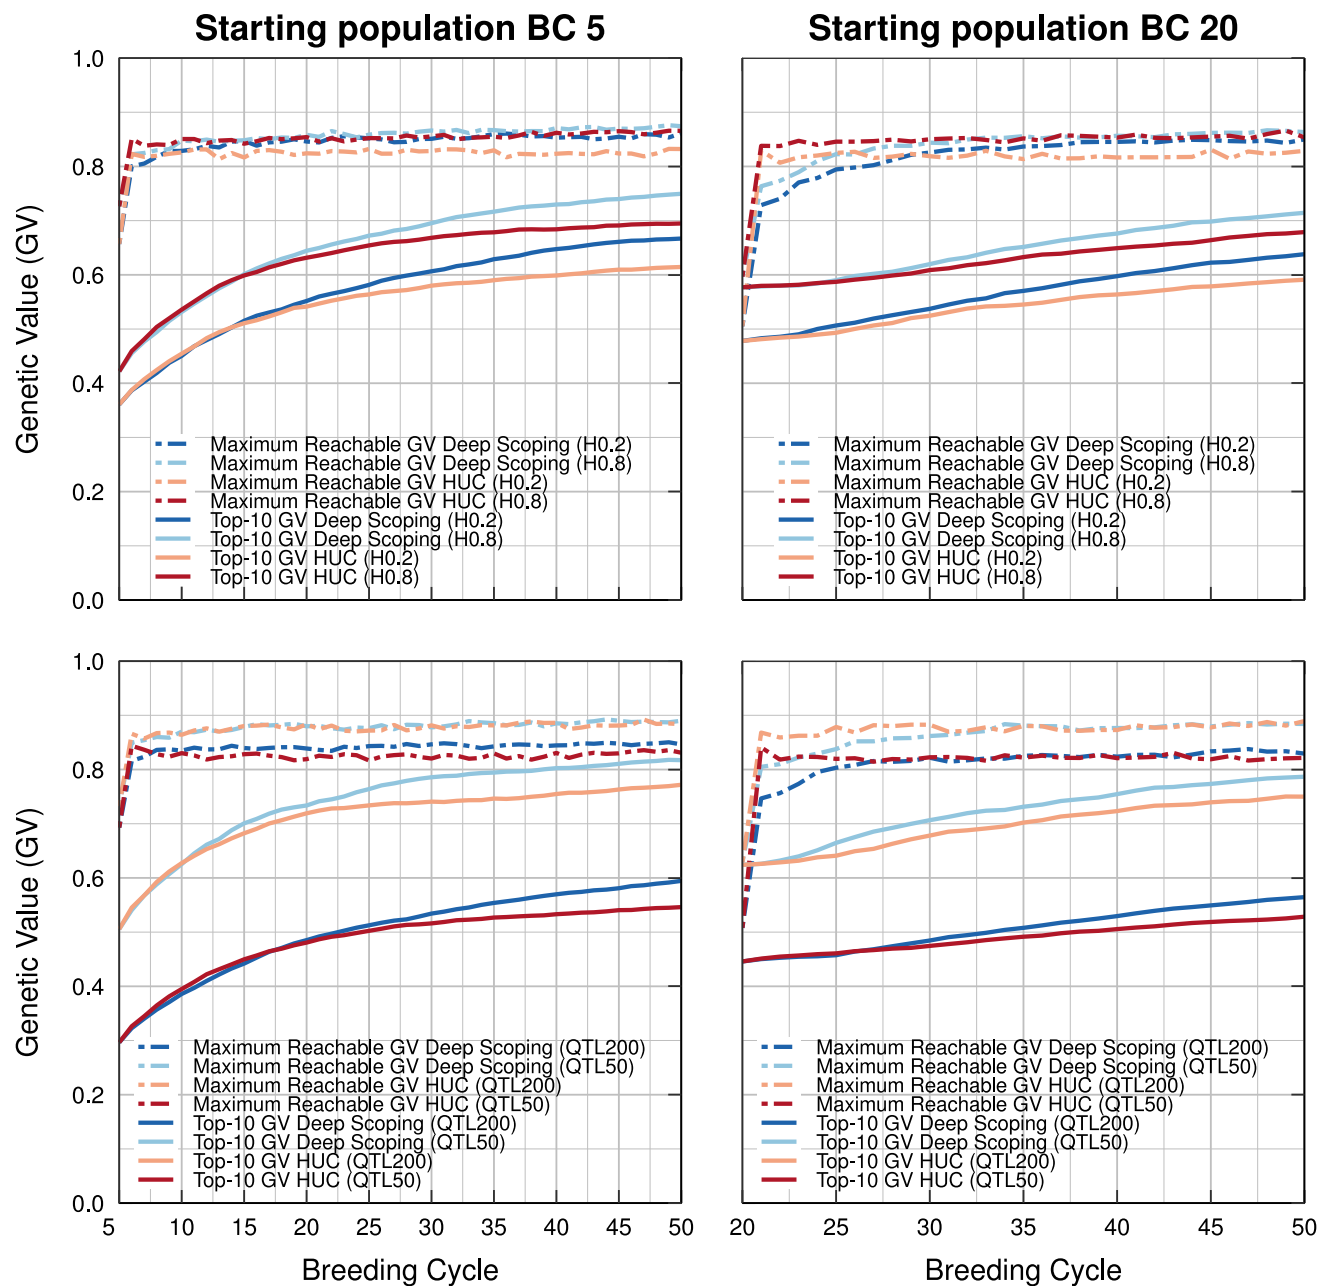 Starting population BC 5
Starting population BC 20
Genetic Value (GV)
1.0
0.8
0.6
0.4
0.2
0.0
Maximum Reachable GV Deep Scoping (H0.2)
Maximum Reachable GV Deep Scoping (H0.8)
Maximum Reachable GV HUC (H0.2)
Maximum Reachable GV HUC (H0.8)
Top-10 GV Deep Scoping (H0.2)
Top-10 GV Deep Scoping (H0.8)
Top-10 GV HUC (H0.2)
Top-10 GV HUC (H0.8)
Maximum Reachable GV Deep Scoping (H0.2)
Maximum Reachable GV Deep Scoping (H0.8)
Maximum Reachable GV HUC (H0.2)
Maximum Reachable GV HUC (H0.8)
Top-10 GV Deep Scoping (H0.2)
Top-10 GV Deep Scoping (H0.8)
Top-10 GV HUC (H0.2)
Top-10 GV HUC (H0.8)
Genetic Value (GV)
1.0
0.8
0.6
0.4
0.2
0.0
Maximum Reachable GV Deep Scoping (QTL200)
Maximum Reachable GV Deep Scoping (QTL50)
Maximum Reachable GV HUC (QTL200)
Maximum Reachable GV HUC (QTL50)
Top-10 GV Deep Scoping (QTL200)
Top-10 GV Deep Scoping (QTL50)
Top-10 GV HUC (QTL200)
Top-10 GV HUC (QTL50)
5 10 15 20 25 30 35 40 45 50
Breeding Cycle
Maximum Reachable GV Deep Scoping (QTL200)
Maximum Reachable GV Deep Scoping (QTL50)
Maximum Reachable GV HUC (QTL200)
Maximum Reachable GV HUC (QTL50)
Top-10 GV Deep Scoping (QTL200)
Top-10 GV Deep Scoping (QTL50)
Top-10 GV HUC (QTL200)
Top-10 GV HUC (QTL50)
20 25 30 35 40 45 50
Breeding Cycle